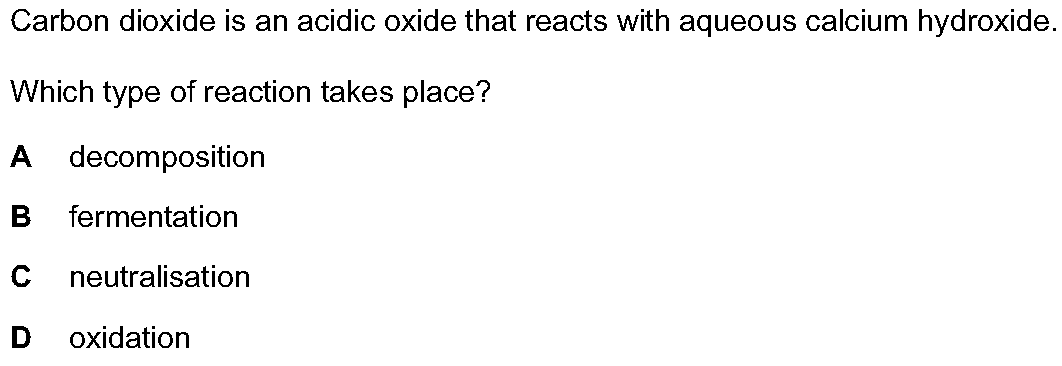 Carbon dioxide is an acidic oxide that reacts with aqueous calcium hydroxide.
Which type of reaction takes place?
A decomposition
B fermentation
C neutralisation
D oxidation